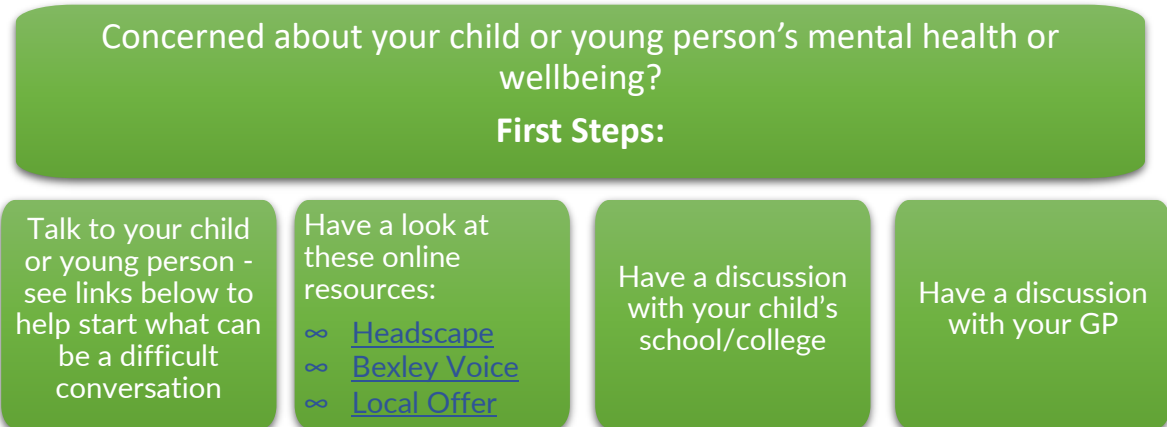 Concerned about your child or young person’s mental health or
wellbeing?
First Steps:
Talk to your child
or young person -
see links below to
help start what can
be a difficult
conversation
Have a look at
these online
resources:
∞ Headscape
∞ Bexley Voice
∞ Local Offer
Have a discussion
with your child’s
school/college
Have a discussion
with your GP